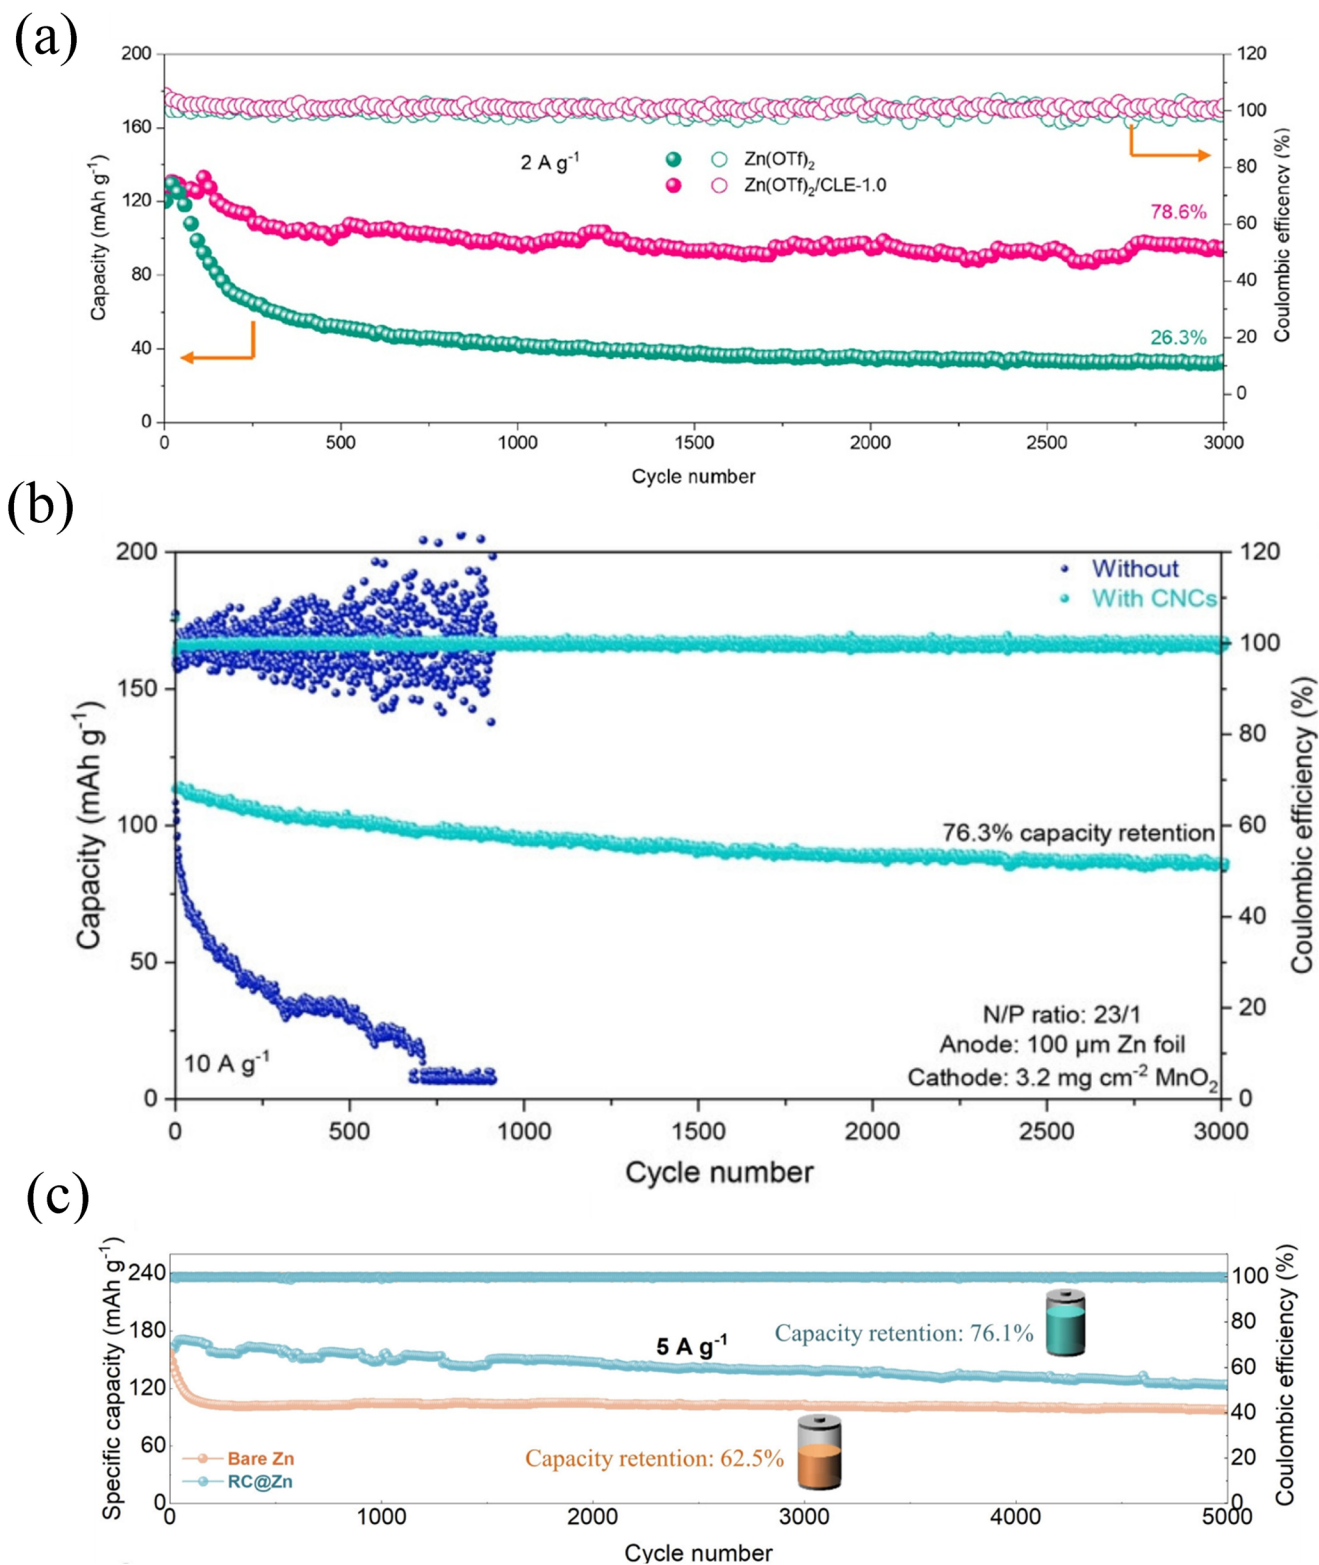 (a)
200
160
120
80
40
0
Capacity (mAh g⁻¹)
120
100
80
60
40
20
0
Coulombic efficency (%)
2 A g⁻¹
Zn(OTf)₂
Zn(OTf)₂/CLE-1.0
78.6%
26.3%
0 500 1000 1500 2000 2500 3000
Cycle number
(b)
200
150
100
50
0
Capacity (mAh g⁻¹)
120
100
80
60
40
20
0
Coulombic efficiency (%)
Without
With CNCs
76.3% capacity retention
10 A g⁻¹
N/P ratio: 23/1
Anode: 100 μm Zn foil
Cathode: 3.2 mg cm⁻² MnO₂
0 500 1000 1500 2000 2500 3000
Cycle number
(c)
240
180
120
60
0
Specific capacity (mAh g⁻¹)
100
80
60
40
20
0
Coulombic efficiency (%)
5 A g⁻¹
Capacity retention: 76.1%
Capacity retention: 62.5%
Bare Zn
RC@Zn
0 1000 2000 3000 4000 5000
Cycle number